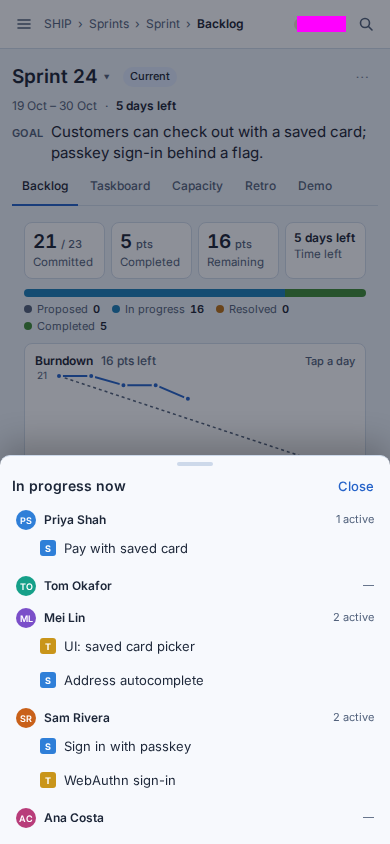 SHIP › Sprints › Sprint › Backlog
Sprint 24 ▾ Current ...
19 Oct – 30 Oct · 5 days left
GOAL Customers can check out with a saved card;
passkey sign-in behind a flag.
Backlog Taskboard Capacity Retro Demo
21 / 23 5 pts 16 pts 5 days left
Committed Completed Remaining Time left
Proposed 0 In progress 16 Resolved 0
Completed 5
Burndown 16 pts left Tap a day
21
In progress now Close
PS Priya Shah 1 active
S Pay with saved card
TO Tom Okafor —
ML Mei Lin 2 active
T UI: saved card picker
S Address autocomplete
SR Sam Rivera 2 active
S Sign in with passkey
T WebAuthn sign-in
AC Ana Costa —